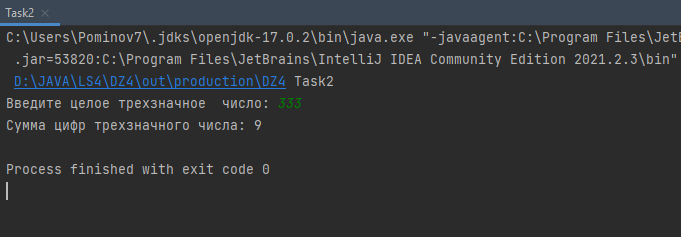 Task2
C:\Users\Pominov7\.jdks\openjdk-17.0.2\bin\java.exe "-javaagent:C:\Program Files\JetB
.jar=53820:C:\Program Files\JetBrains\IntelliJ IDEA Community Edition 2021.2.3\bin"
D:\JAVA\LS4\DZ4\out\production\DZ4 Task2
Введите целое трехзначное  число: 333
Сумма цифр трехзначного числа: 9
Process finished with exit code 0